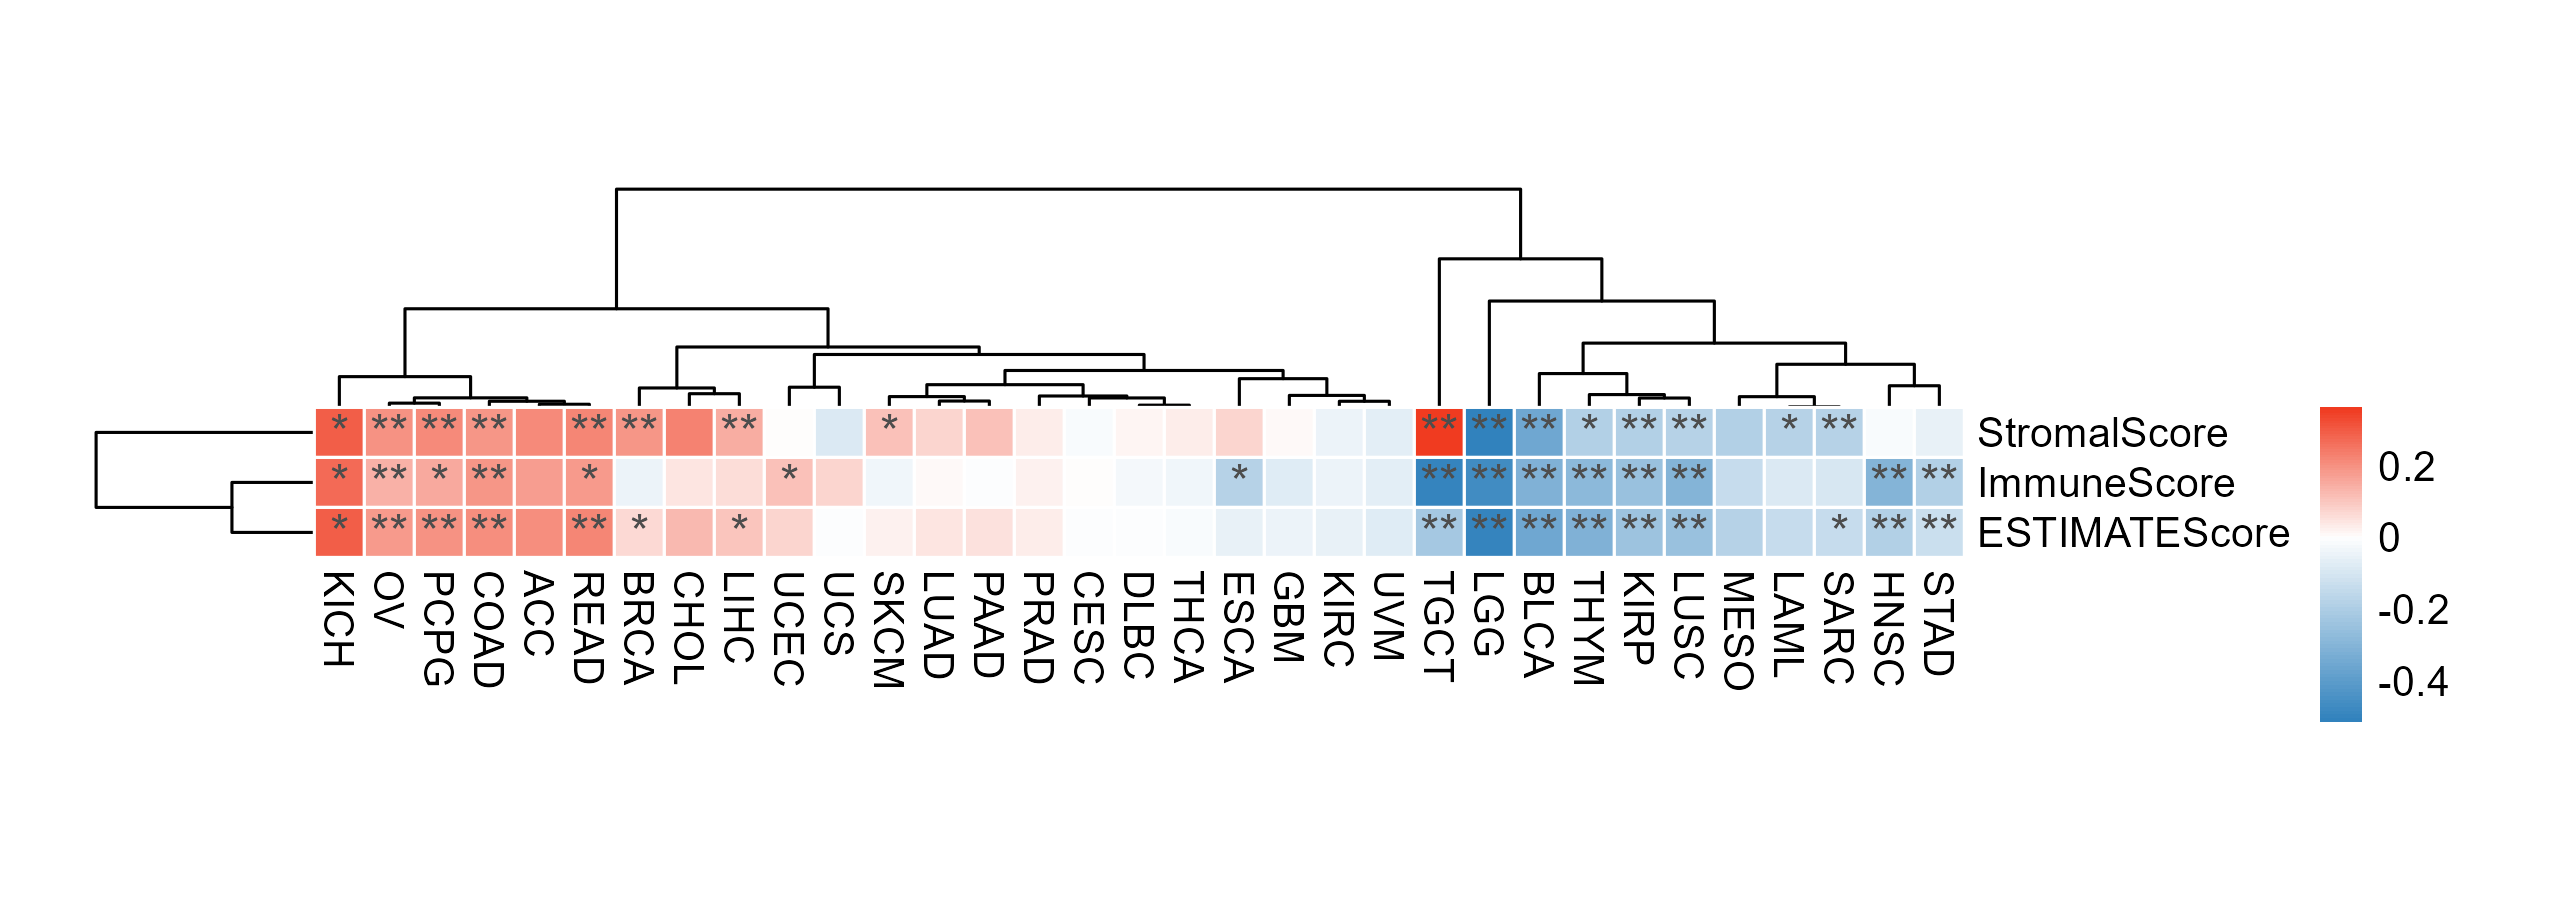 * ** ** ** ** ** ** * ** ** ** * ** ** * ** StromalScore
* ** * ** * * * ** ** ** ** ** ** ** ** ImmuneScore
* ** ** ** ** * * ** ** ** ** ** ** * ** ** ESTIMATEScore
KICH
OV
PCPG
COAD
ACC
READ
BRCA
CHOL
LIHC
UCEC
UCS
SKCM
LUAD
PAAD
PRAD
CESC
DLBC
THCA
ESCA
GBM
KIRC
UVM
TGCT
LGG
BLCA
THYM
KIRP
LUSC
MESO
LAML
SARC
HNSC
STAD
0.2
0
-0.2
-0.4